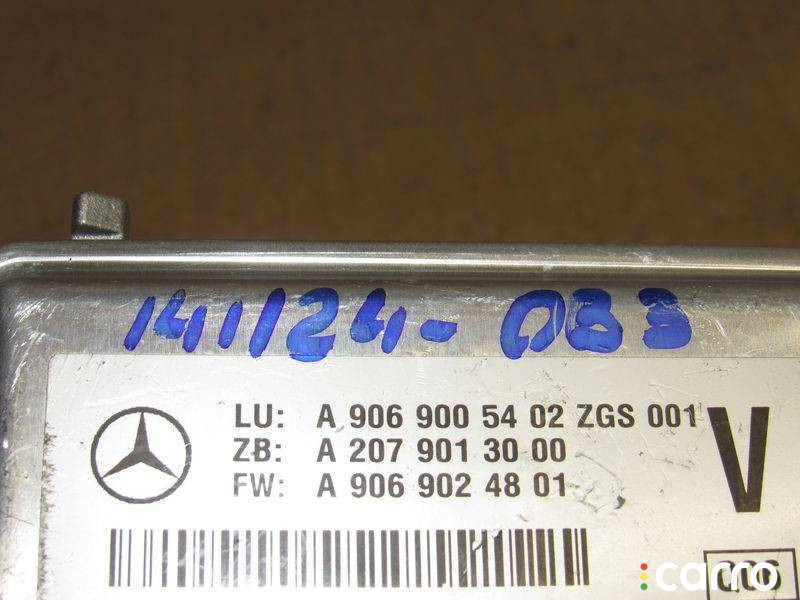 141124-083
LU: A 906 900 54 02 ZGS 001
ZB: A 207 901 30 00
FW: A 906 902 48 01
V
carro